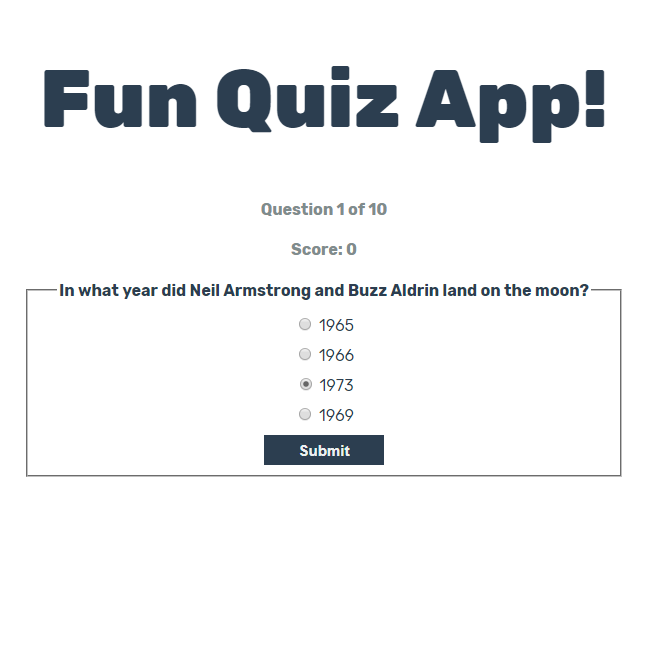 Fun Quiz App!
Question 1 of 10
Score: 0
In what year did Neil Armstrong and Buzz Aldrin land on the moon?
1965
1966
1973
1969
Submit